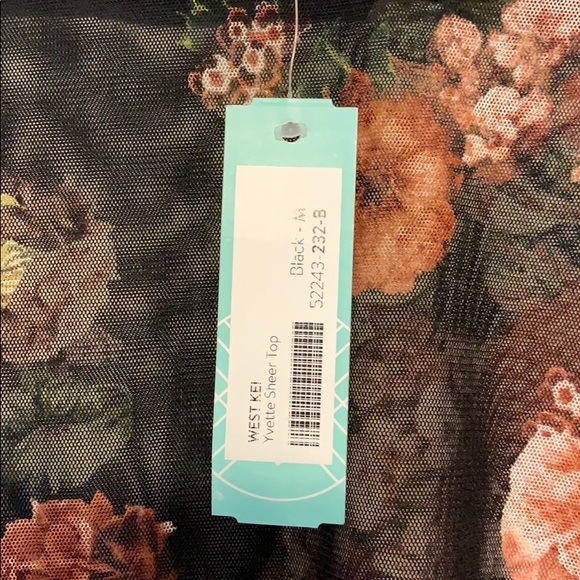 WEST KEI
Yvette Sheer Top
Black - M
52243-232-B